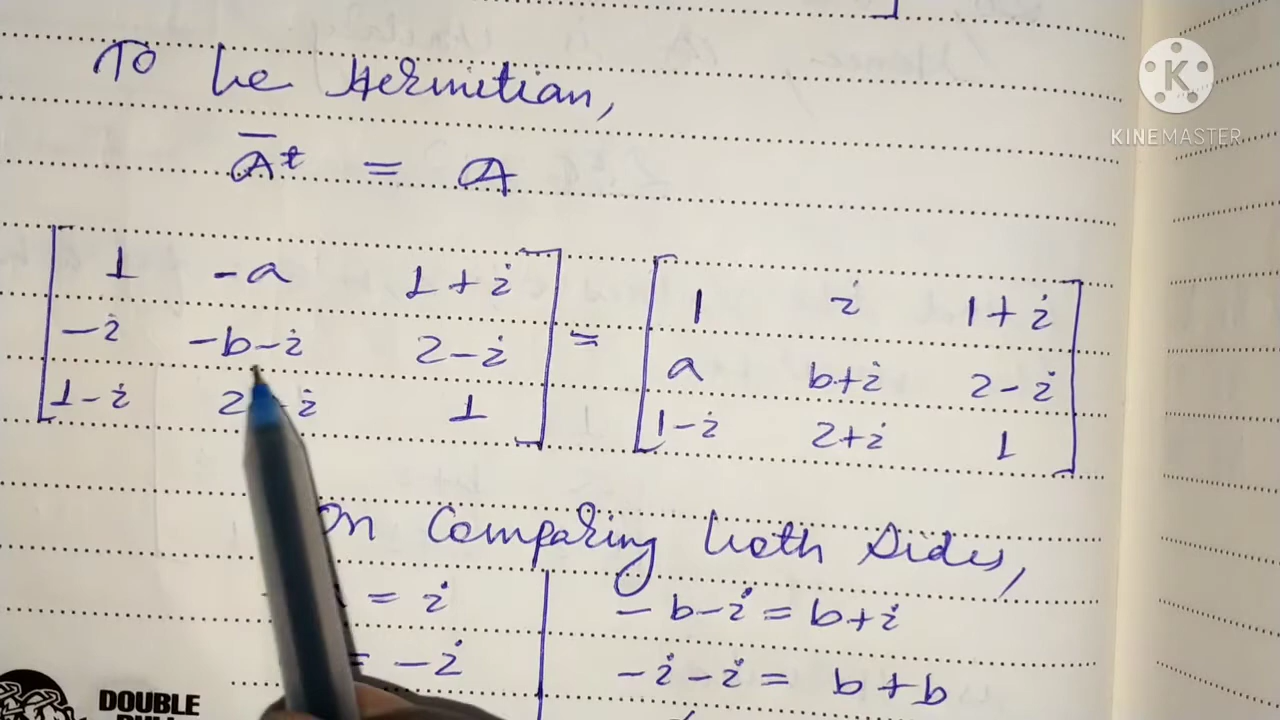 To be Hermitian,
KINEMASTER
A̅ᵗ = A
[1 -a 1+i
-i -b-i 2-i
1-i 2 i 1] = [1 i 1+i
a b+i 2-i
1-i 2+i 1]
On Comparing both Sides,
= i | -b-i = b+i
= -i | -i-i = b+b
DOUBLE